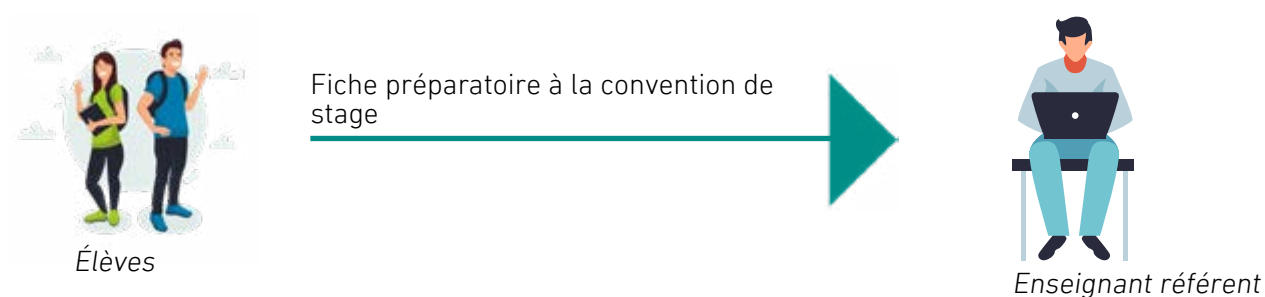 Fiche préparatoire à la convention de
stage
Élèves
Enseignant référent